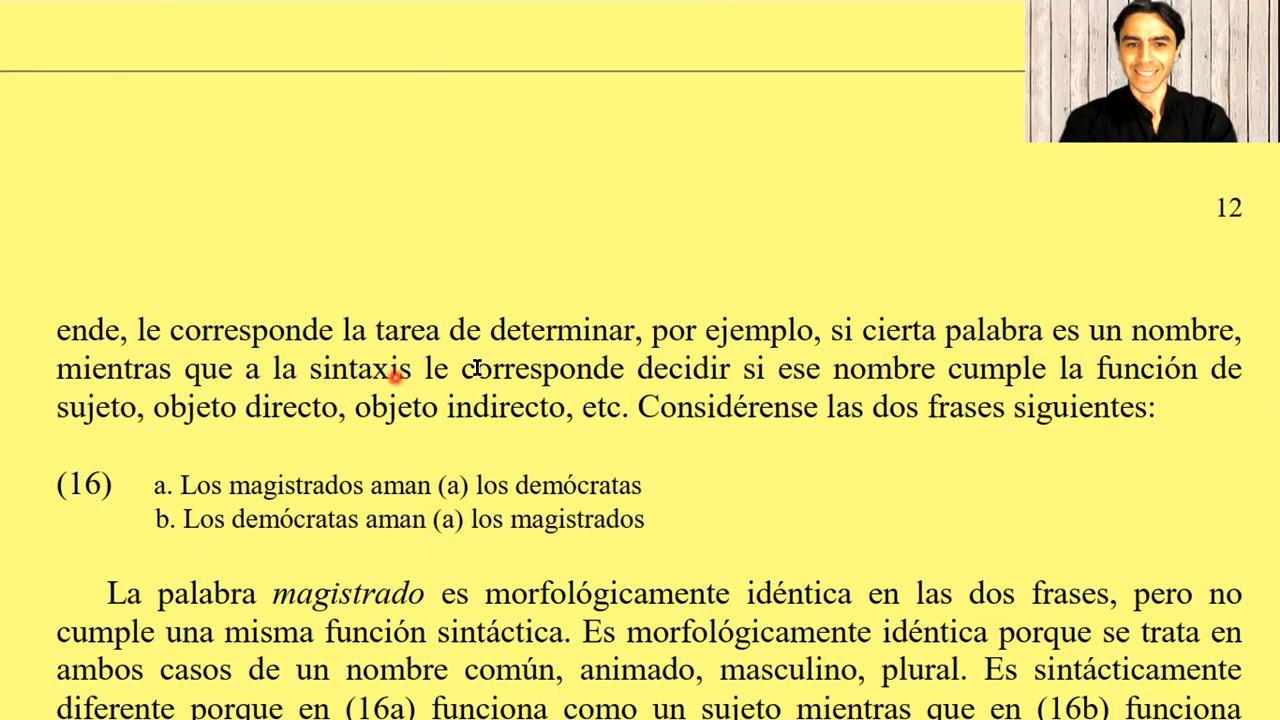 12
ende, le corresponde la tarea de determinar, por ejemplo, si cierta palabra es un nombre,
mientras que a la sintaxis le corresponde decidir si ese nombre cumple la función de
sujeto, objeto directo, objeto indirecto, etc. Considérense las dos frases siguientes:
(16) a. Los magistrados aman (a) los demócratas
b. Los demócratas aman (a) los magistrados
La palabra magistrado es morfológicamente idéntica en las dos frases, pero no
cumple una misma función sintáctica. Es morfológicamente idéntica porque se trata en
ambos casos de un nombre común, animado, masculino, plural. Es sintácticamente
diferente porque en (16a) funciona como un sujeto mientras que en (16b) funciona